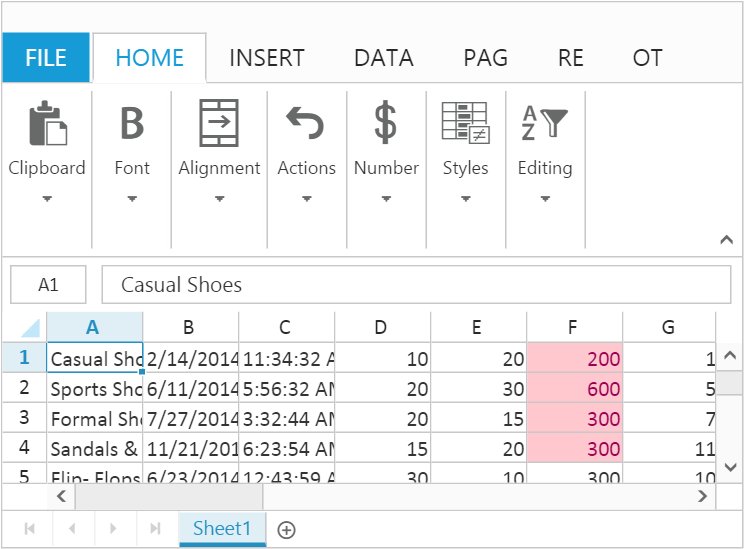 FILE HOME INSERT DATA PAG RE OT
Clipboard Font Alignment Actions Number Styles Editing
A1 Casual Shoes
A B C D E F G
1 Casual Sho 2/14/2014 11:34:32 A 10 20 200 1
2 Sports Sho 6/11/2014 5:56:32 AM 20 30 600 5
3 Formal Sho 7/27/2014 3:32:44 AM 20 15 300 7
4 Sandals & 11/21/201 6:23:54 AM 15 20 300 11
5 Flip- Flops 6/23/2014 12:43:59 A 30 10 300 10
Sheet1